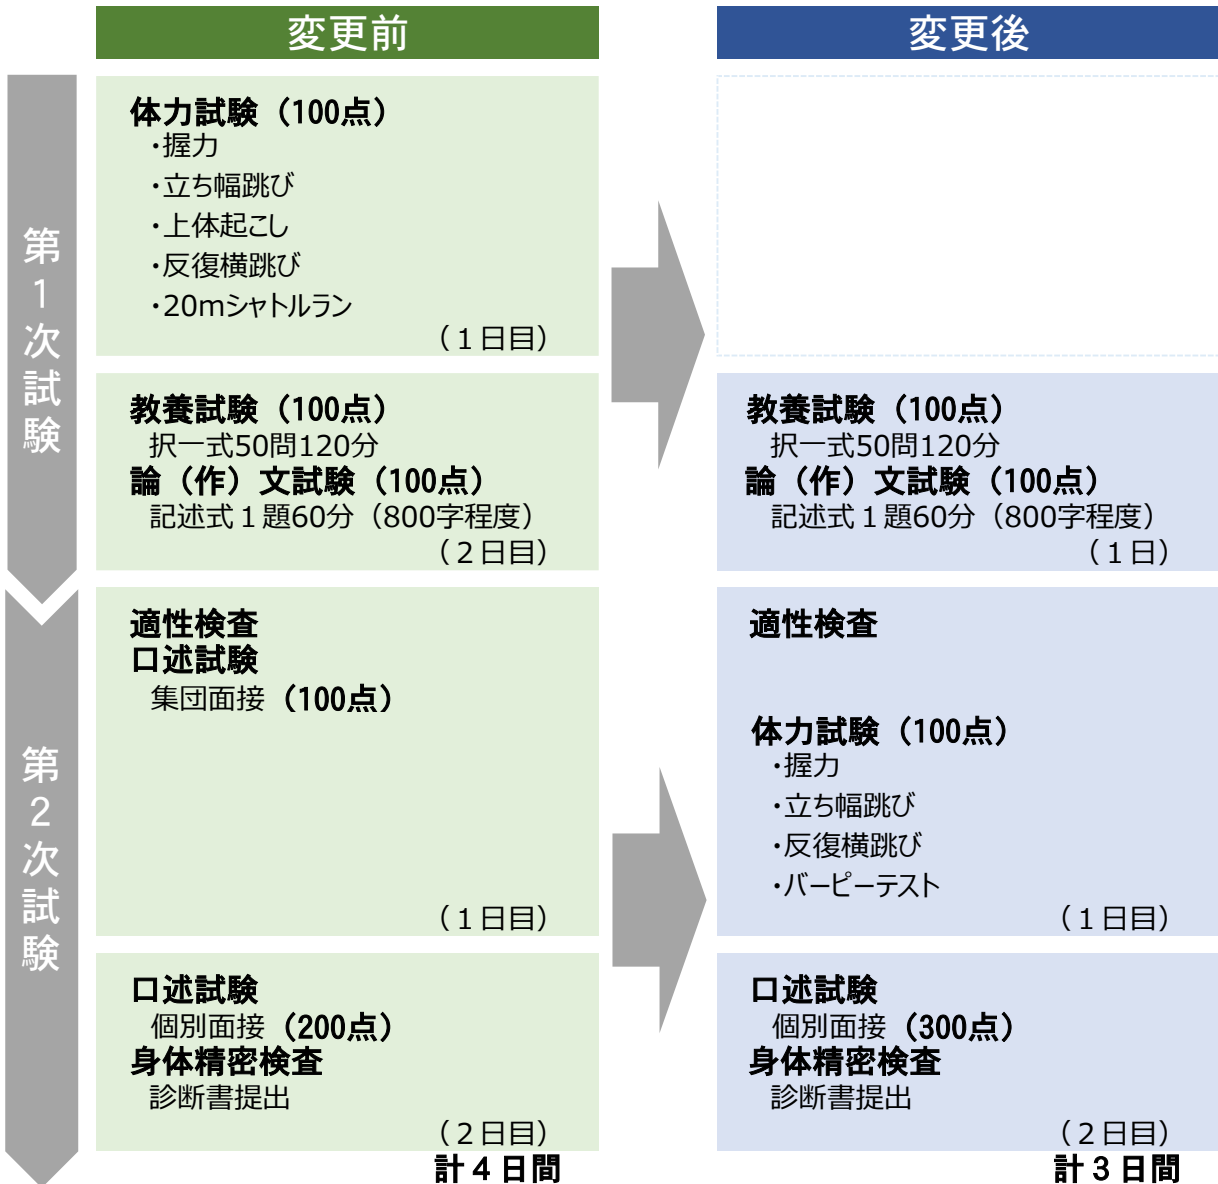 変更前
変更後
第1次試験
体力試験（100点）
・握力
・立ち幅跳び
・上体起こし
・反復横跳び
・20mシャトルラン
（１日目）
教養試験（100点）
択一式50問120分
論（作）文試験（100点）
記述式１題60分（800字程度）
（２日目）
教養試験（100点）
択一式50問120分
論（作）文試験（100点）
記述式１題60分（800字程度）
（１日）
第2次試験
適性検査
口述試験
集団面接（100点）
（１日目）
適性検査
体力試験（100点）
・握力
・立ち幅跳び
・反復横跳び
・バーピーテスト
（１日目）
口述試験
個別面接（200点）
身体精密検査
診断書提出
（２日目）
計４日間
口述試験
個別面接（300点）
身体精密検査
診断書提出
（２日目）
計３日間